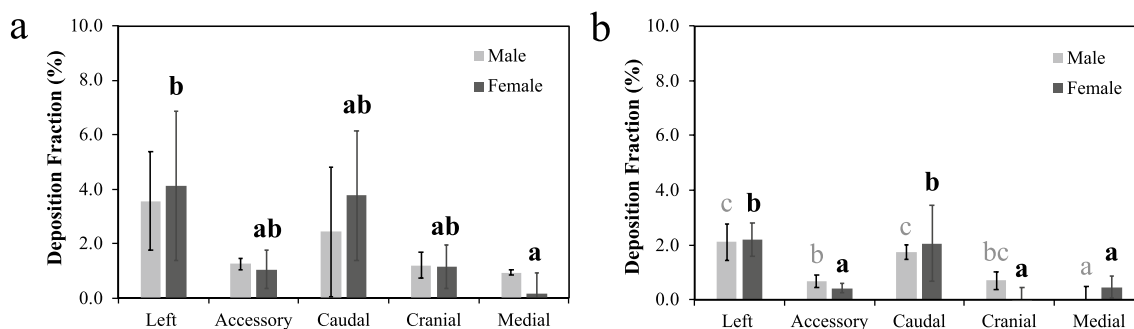 a
Deposition Fraction (%)
10.0
8.0
6.0
4.0
2.0
0.0
Male
Female
b
ab
ab
ab
a
Left Accessory Caudal Cranial Medial
b
Deposition Fraction (%)
10.0
8.0
6.0
4.0
2.0
0.0
Male
Female
c b
b a
c b
bc a
a a
Left Accessory Caudal Cranial Medial